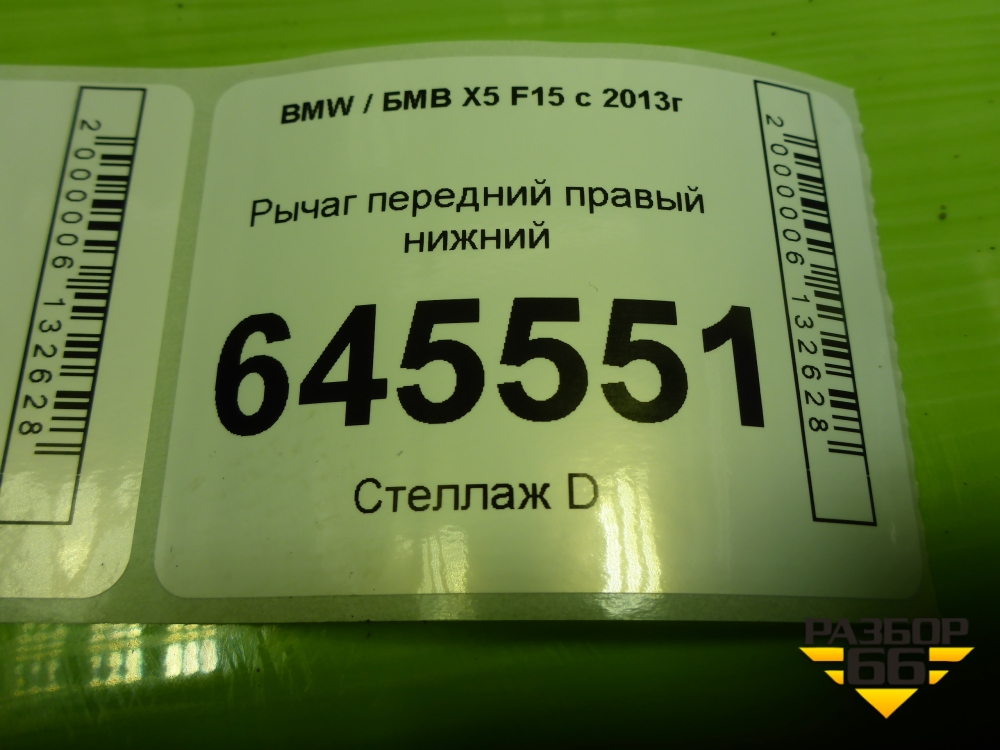 BMW / БМВ X5 F15 с 2013г
Рычаг передний правый
нижний
645551
Стеллаж D
2000006132628
2000006132628
РАЗБОР
66